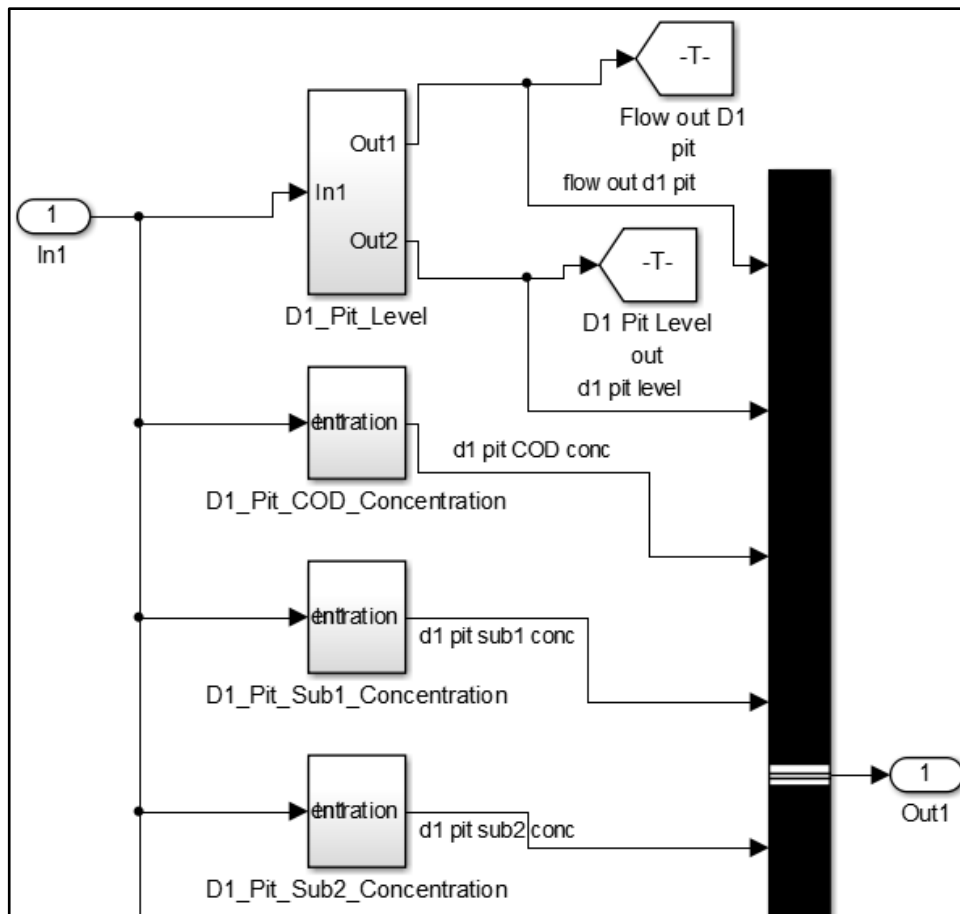 -T-
Flow out D1
pit
flow out d1 pit
Out1
In1
Out2
D1_Pit_Level
1
In1
-T-
D1 Pit Level
out
d1 pit level
entration
D1_Pit_COD_Concentration
d1 pit COD conc
entration
D1_Pit_Sub1_Concentration
d1 pit sub1 conc
entration
D1_Pit_Sub2_Concentration
d1 pit sub2 conc
1
Out1